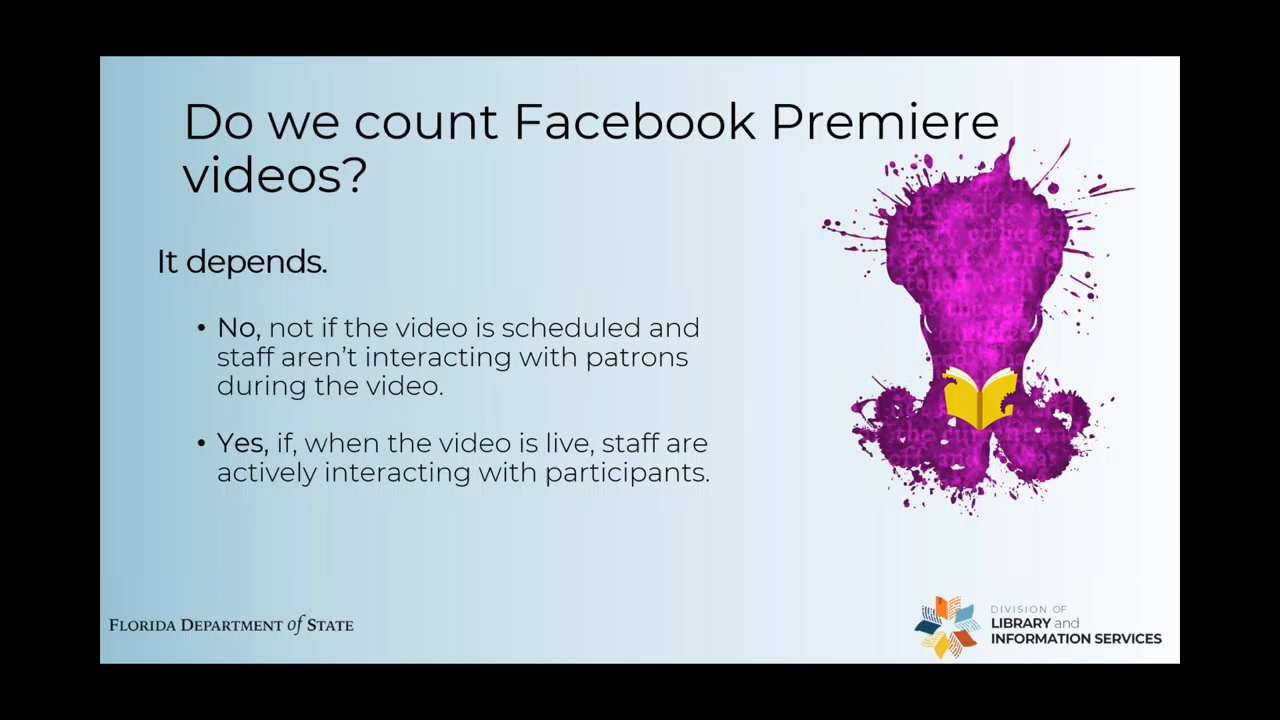 Do we count Facebook Premiere
videos?
It depends.
• No, not if the video is scheduled and
staff aren't interacting with patrons
during the video.
• Yes, if, when the video is live, staff are
actively interacting with participants.
FLORIDA DEPARTMENT of STATE
DIVISION OF
LIBRARY and
INFORMATION SERVICES